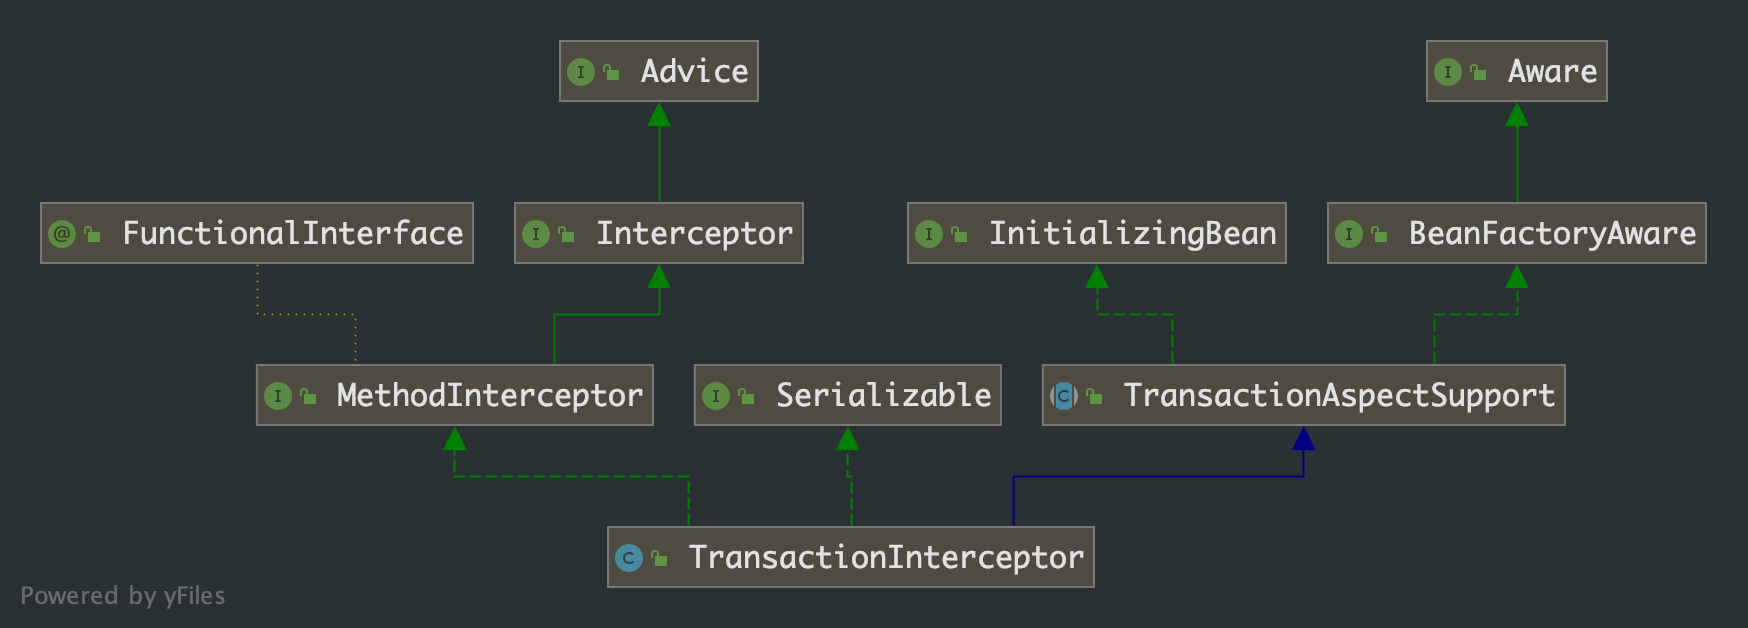 Advice
Aware
FunctionalInterface
Interceptor
InitializingBean
BeanFactoryAware
MethodInterceptor
Serializable
TransactionAspectSupport
TransactionInterceptor
Powered by yFiles